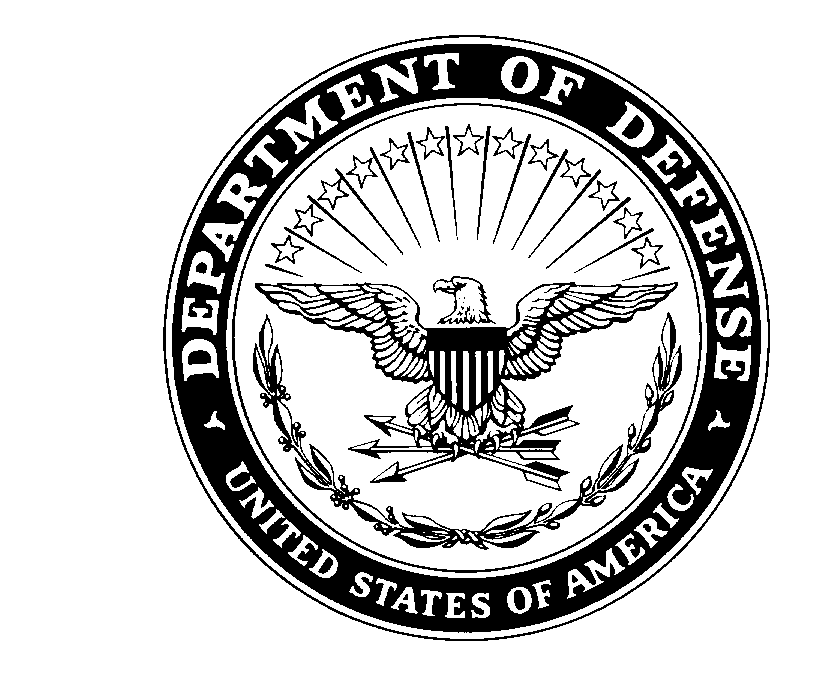 DEPARTMENT OF DEFENSE
UNITED STATES OF AMERICA